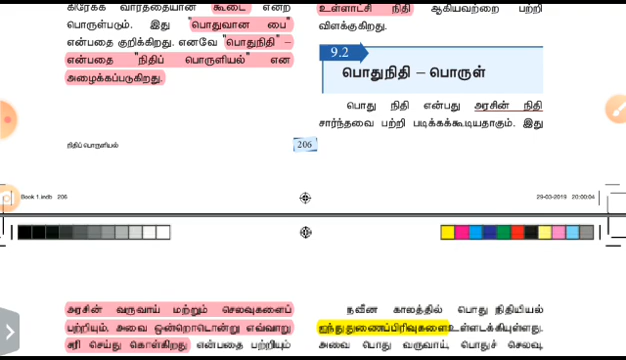 கிரேக்க வார்த்தையான கூடை என்ற
பொருள்படும். இது "பொதுவான பை"
என்பதை குறிக்கிறது. எனவே "பொதுநிதி" –
என்பதை "நிதிப் பொருளியல்" என
அழைக்கப்படுகிறது.
நிதிப் பொருளியல்
உள்ளாட்சி நிதி ஆகியவற்றை பற்றி
விளக்குகிறது.
9.2
பொதுநிதி – பொருள்
பொது நிதி என்பது அரசின் நிதி
சார்ந்தவை பற்றி படிக்கக்கூடியதாகும். இது
206
Book 1.indb 206
29-03-2019 20:00:04
அரசின் வருவாய் மற்றும் செலவுகளைப்
பற்றியும். அவை ஒன்றொடொன்று எவ்வாறு
சரி செய்து கொள்கிறது என்பதை பற்றியும்
நவீன காலத்தில் பொது நிதியியல்
ஐந்து துணைப்பிரிவுகளை உள்ளடக்கியுள்ளது.
அவை பொது வருவாய், பொதுச் செலவு,